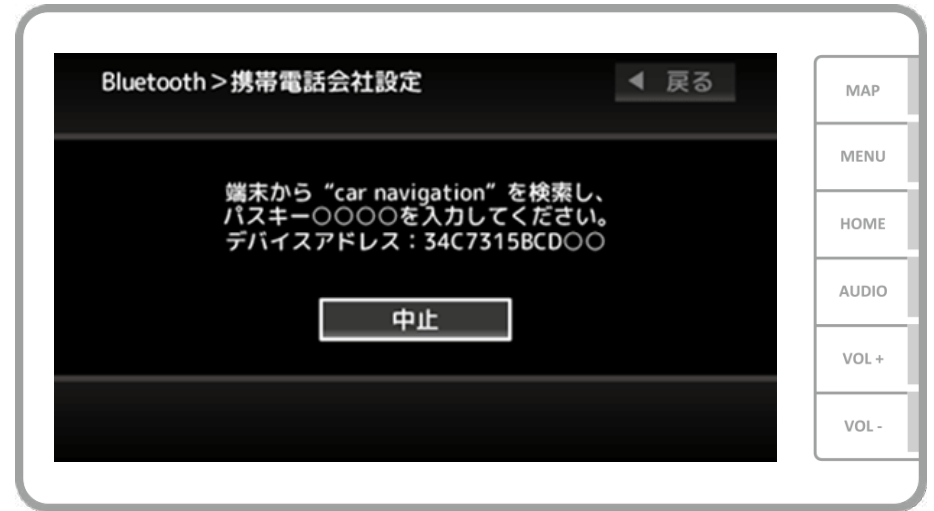 Bluetooth>携帯電話会社設定
◀ 戻る
端末から“car navigation”を検索し、
パスキー○○○○を入力してください。
デバイスアドレス：34C7315BCD○○
中止
MAP
MENU
HOME
AUDIO
VOL +
VOL -